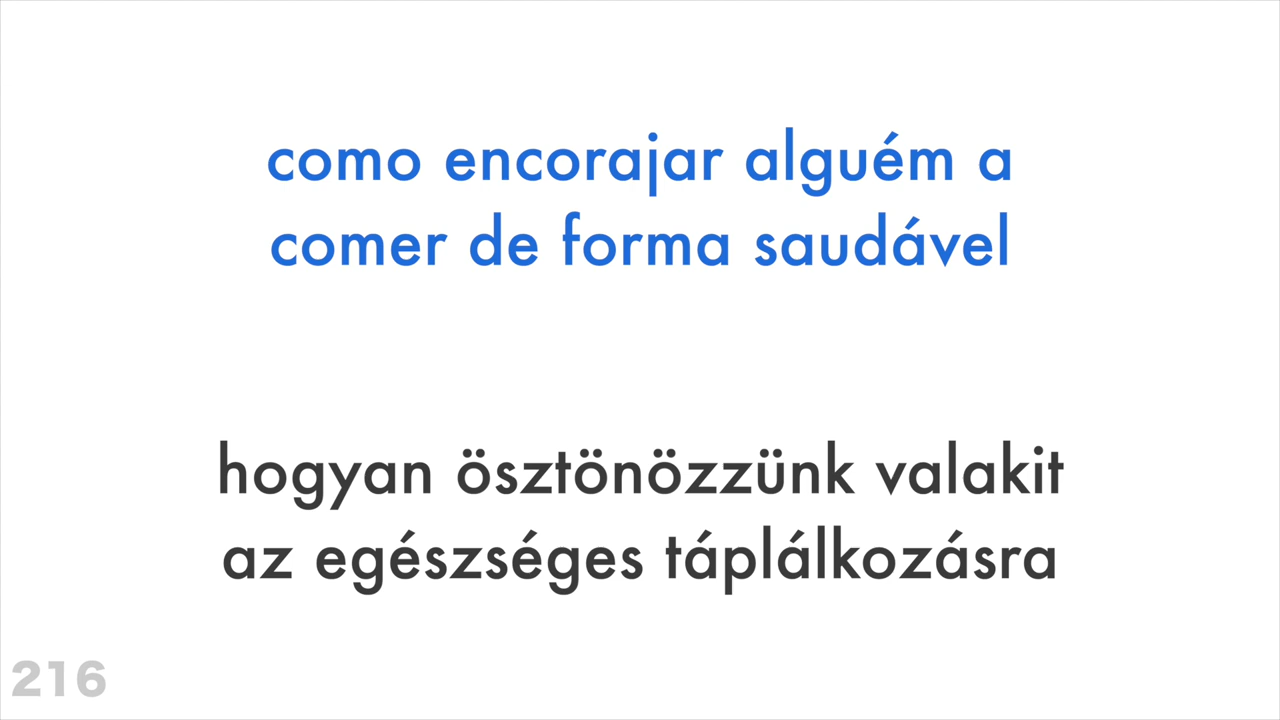 como encorajar alguém a
comer de forma saudável
hogyan ösztönözzünk valakit
az egészséges táplálkozásra
216